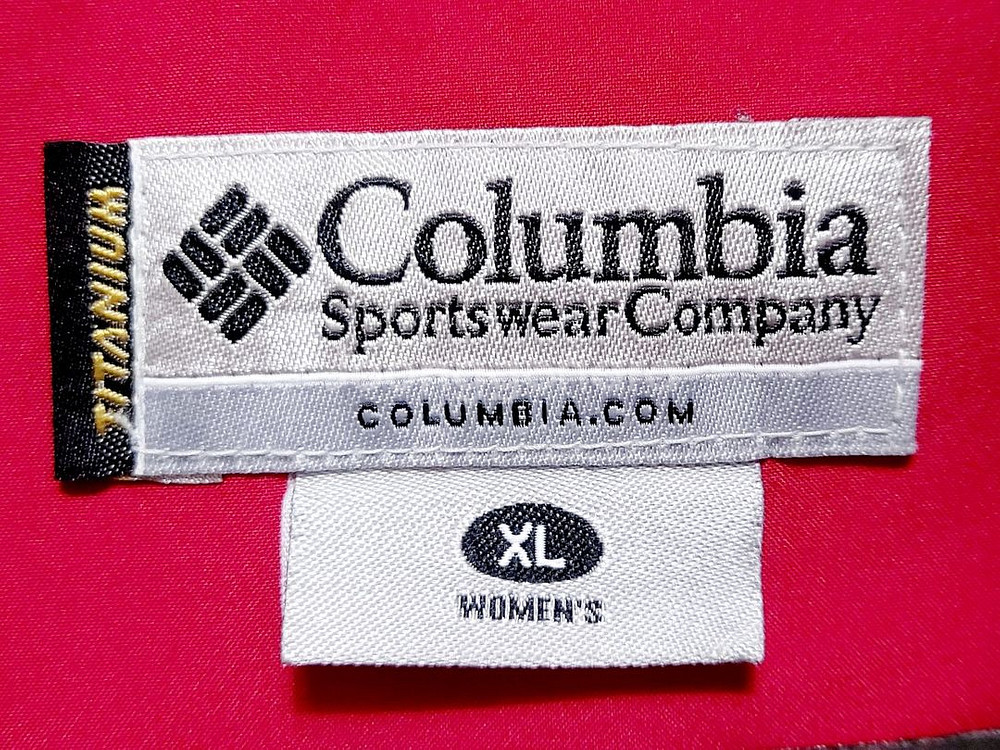 TITANIUM
Columbia
Sportswear Company
COLUMBIA.COM
XL
WOMEN'S